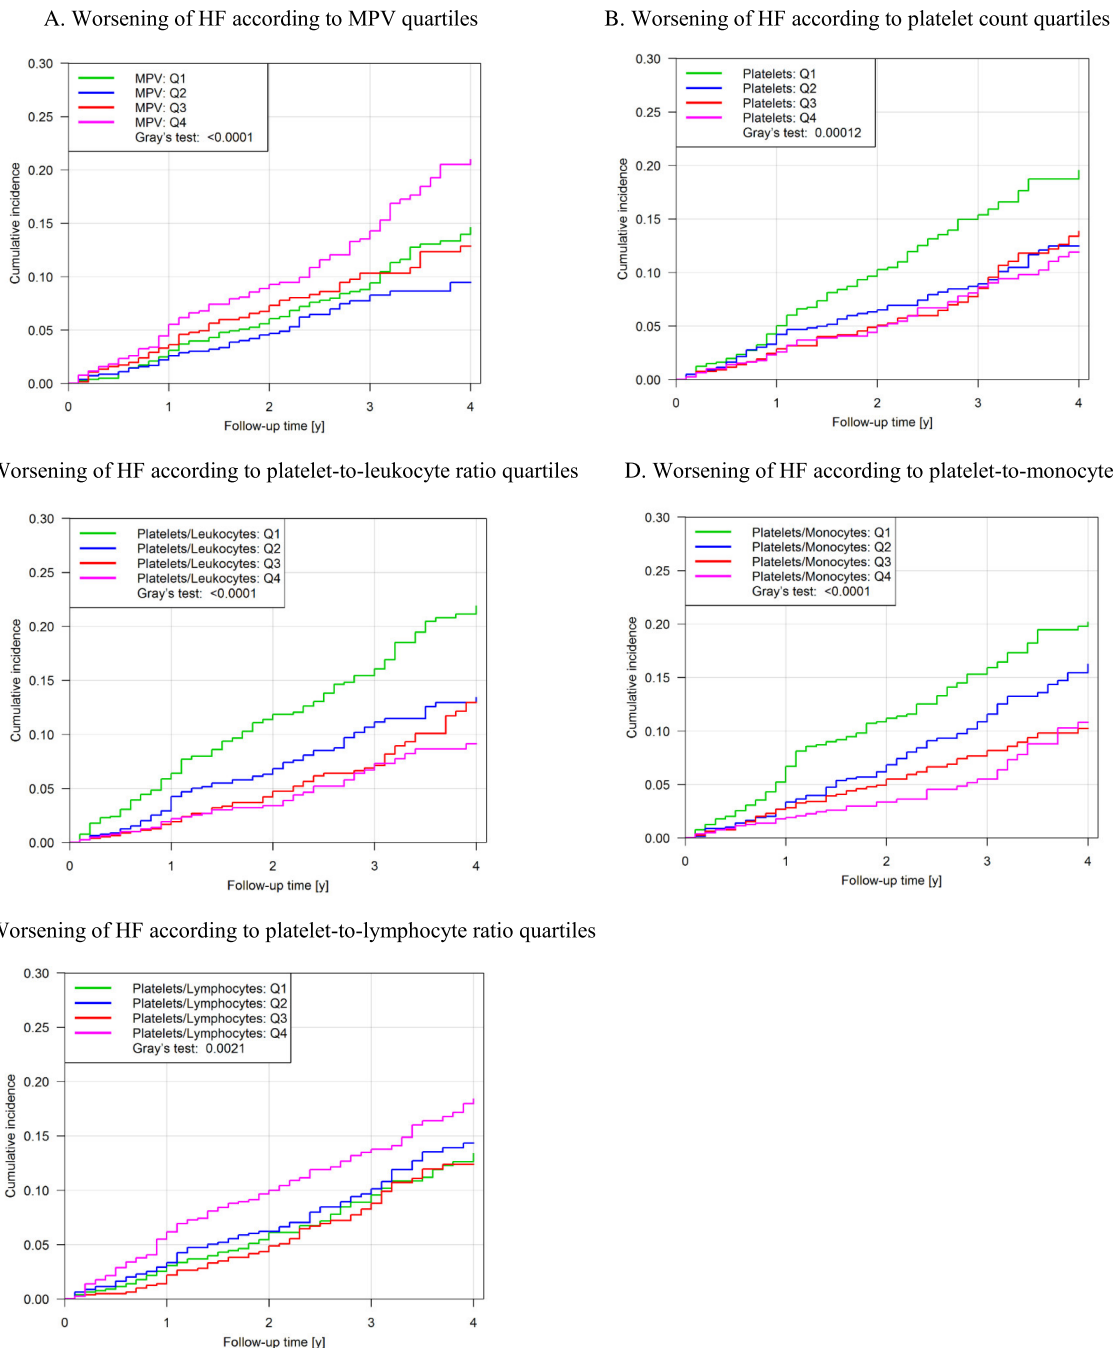 A. Worsening of HF according to MPV quartiles
0.30
0.25
0.20
0.15
0.10
0.05
0.00
Cumulative incidence
MPV: Q1
MPV: Q2
MPV: Q3
MPV: Q4
Gray's test: <0.0001
0 1 2 3 4
Follow-up time [y]
B. Worsening of HF according to platelet count quartiles
0.30
0.25
0.20
0.15
0.10
0.05
0.00
Cumulative incidence
Platelets: Q1
Platelets: Q2
Platelets: Q3
Platelets: Q4
Gray's test: 0.00012
0 1 2 3 4
Follow-up time [y]
Worsening of HF according to platelet-to-leukocyte ratio quartiles
0.30
0.25
0.20
0.15
0.10
0.05
0.00
Cumulative incidence
Platelets/Leukocytes: Q1
Platelets/Leukocytes: Q2
Platelets/Leukocytes: Q3
Platelets/Leukocytes: Q4
Gray's test: <0.0001
0 1 2 3 4
Follow-up time [y]
D. Worsening of HF according to platelet-to-monocyte
0.30
0.25
0.20
0.15
0.10
0.05
0.00
Cumulative incidence
Platelets/Monocytes: Q1
Platelets/Monocytes: Q2
Platelets/Monocytes: Q3
Platelets/Monocytes: Q4
Gray's test: <0.0001
0 1 2 3 4
Follow-up time [y]
Worsening of HF according to platelet-to-lymphocyte ratio quartiles
0.30
0.25
0.20
0.15
0.10
0.05
0.00
Cumulative incidence
Platelets/Lymphocytes: Q1
Platelets/Lymphocytes: Q2
Platelets/Lymphocytes: Q3
Platelets/Lymphocytes: Q4
Gray's test: 0.0021
0 1 2 3 4
Follow-up time [y]